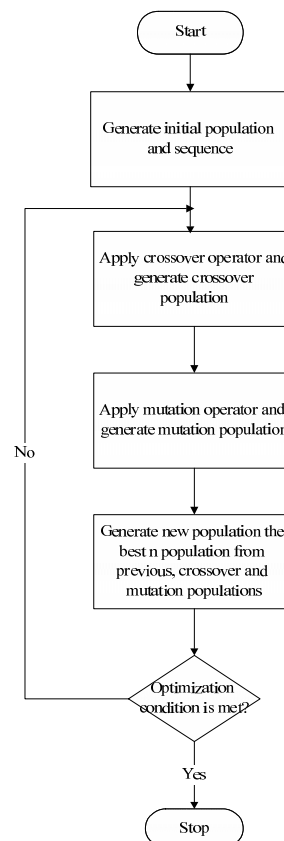 Start
Generate initial population
and sequence
Apply crossover operator and
generate crossover
population
Apply mutation operator and
generate mutation population
No
Generate new population the
best n population from
previous, crossover and
mutation populations
Optimization
condition is met?
Yes
Stop